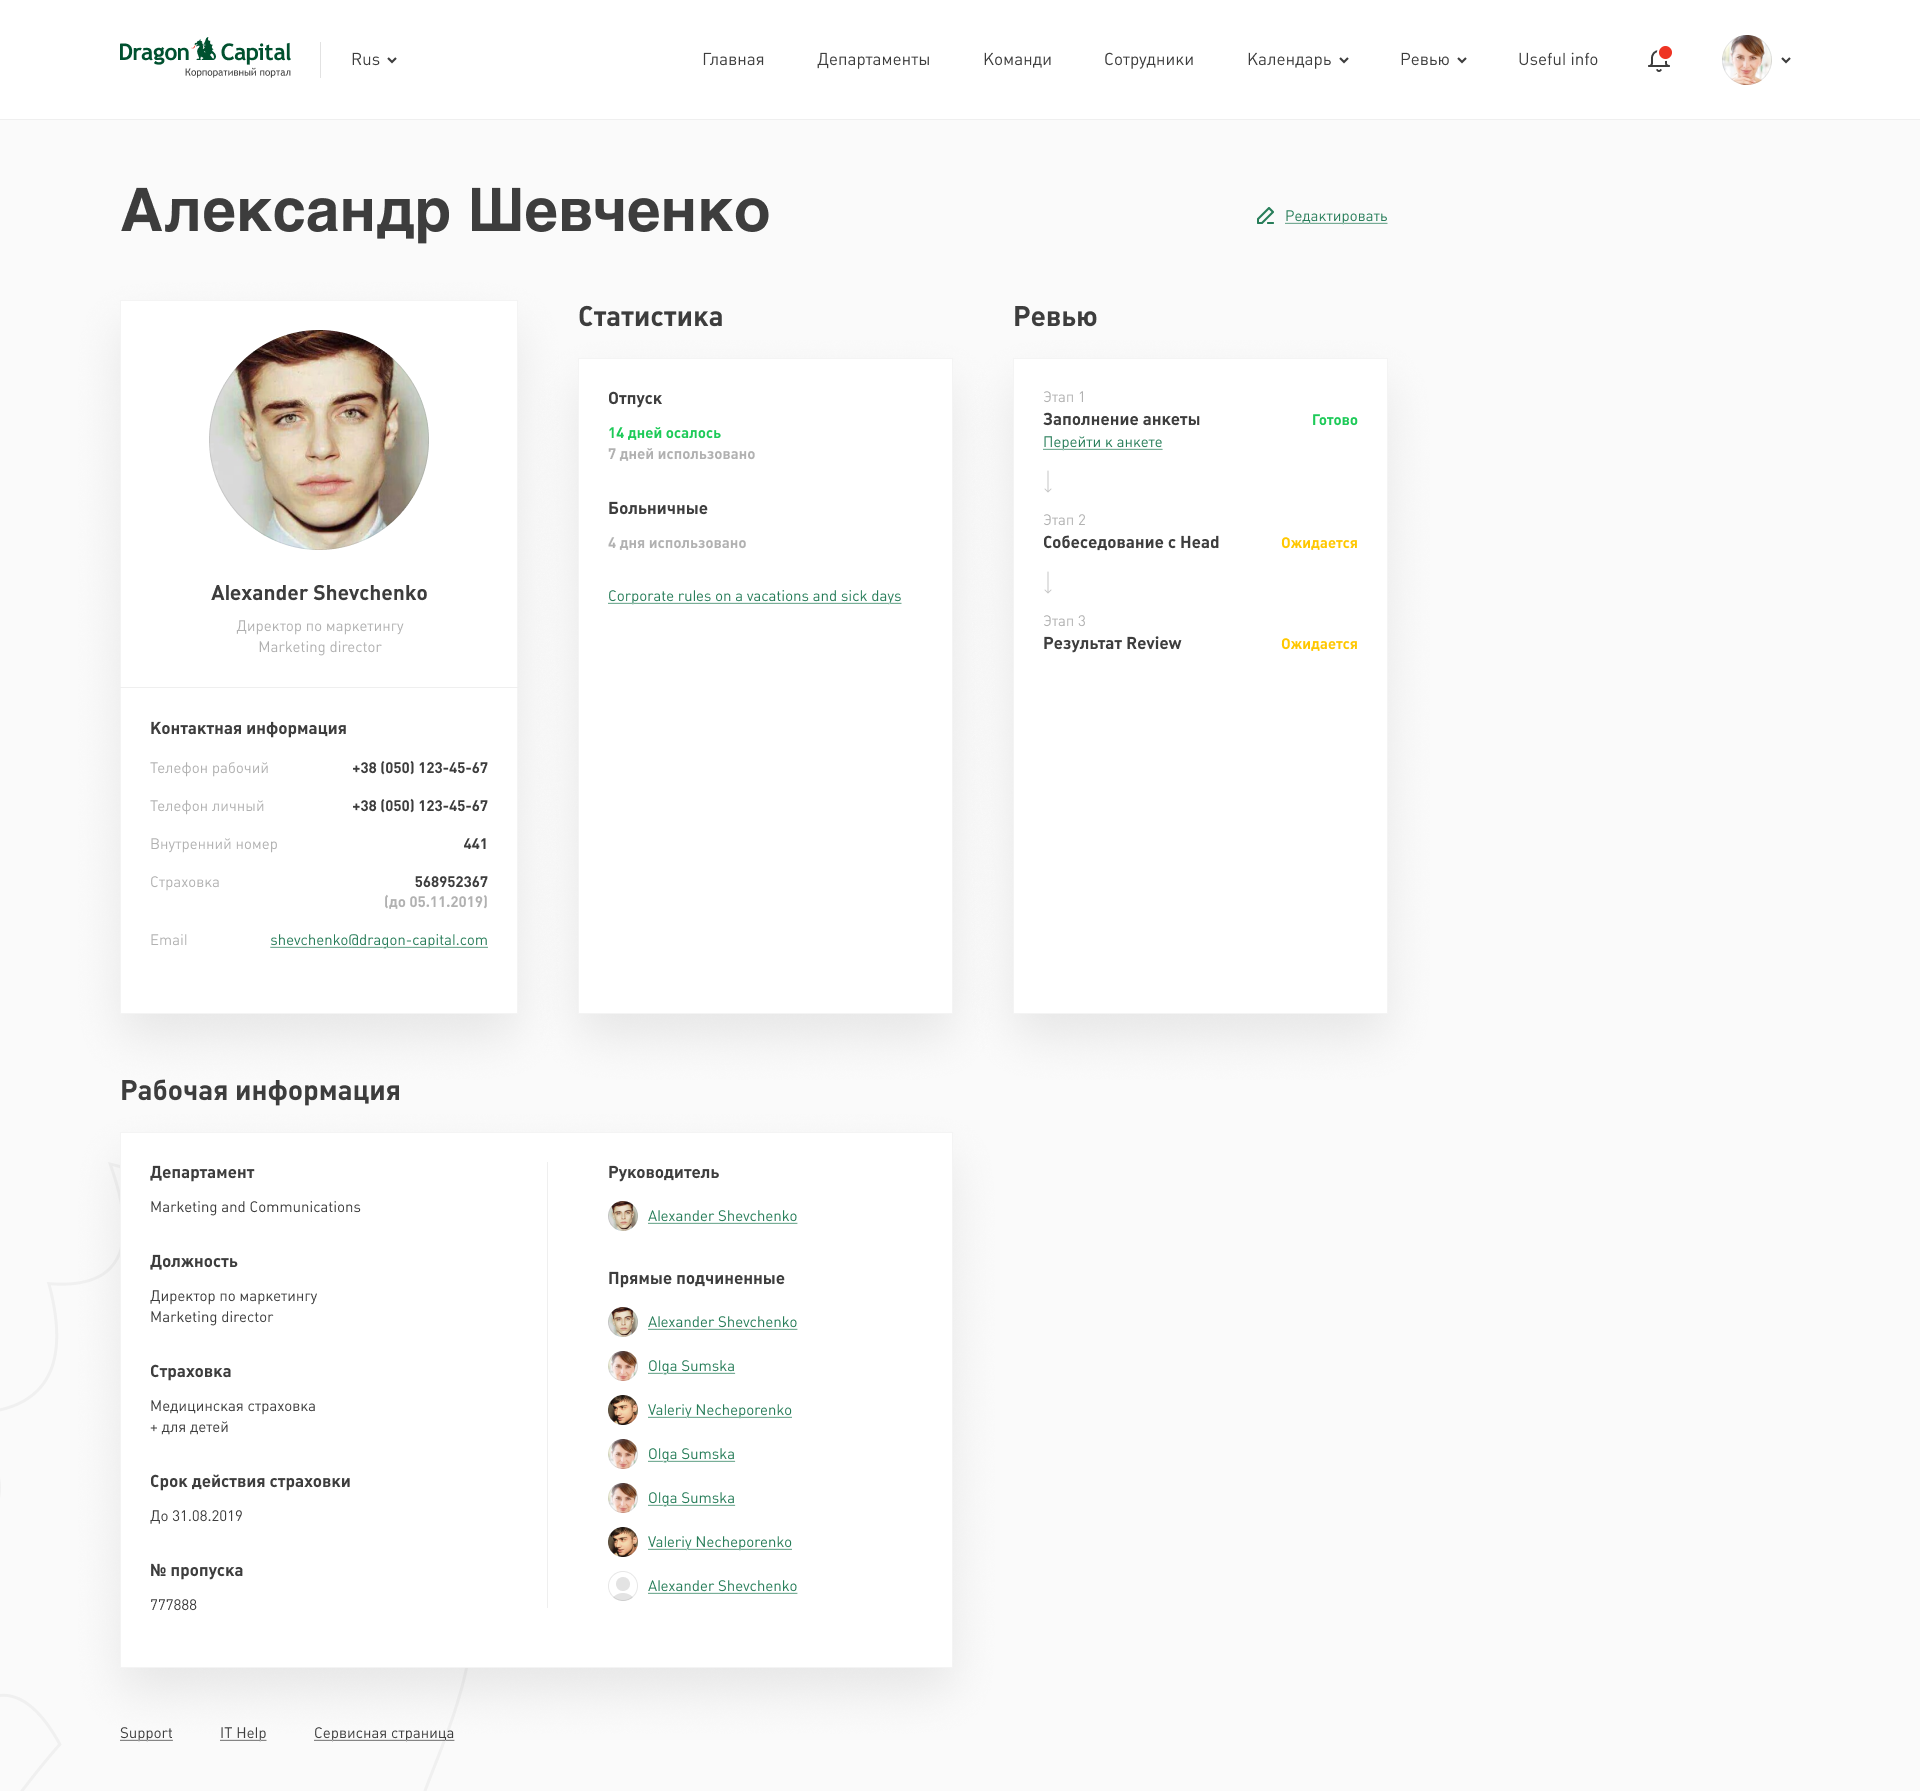 Dragon Capital
Корпоративный портал
Rus
Главная
Департаменты
Команди
Сотрудники
Календарь
Ревью
Useful info
Александр Шевченко
Редактировать
Alexander Shevchenko
Директор по маркетингу
Marketing director
Контактная информация
Телефон рабочий +38 (050) 123-45-67
Телефон личный +38 (050) 123-45-67
Внутренний номер 441
Страховка 568952367
(до 05.11.2019)
Email shevchenko@dragon-capital.com
Статистика
Отпуск
14 дней осалось
7 дней использовано
Больничные
4 дня использовано
Corporate rules on a vacations and sick days
Ревью
Этап 1
Заполнение анкеты Готово
Перейти к анкете
Этап 2
Собеседование с Head Ожидается
Этап 3
Результат Review Ожидается
Рабочая информация
Департамент
Marketing and Communications
Должность
Директор по маркетингу
Marketing director
Страховка
Медицинская страховка
+ для детей
Срок действия страховки
До 31.08.2019
№ пропуска
777888
Руководитель
Alexander Shevchenko
Прямые подчиненные
Alexander Shevchenko
Olga Sumska
Valeriy Necheporenko
Olga Sumska
Olga Sumska
Valeriy Necheporenko
Alexander Shevchenko
Support
IT Help
Сервисная страница